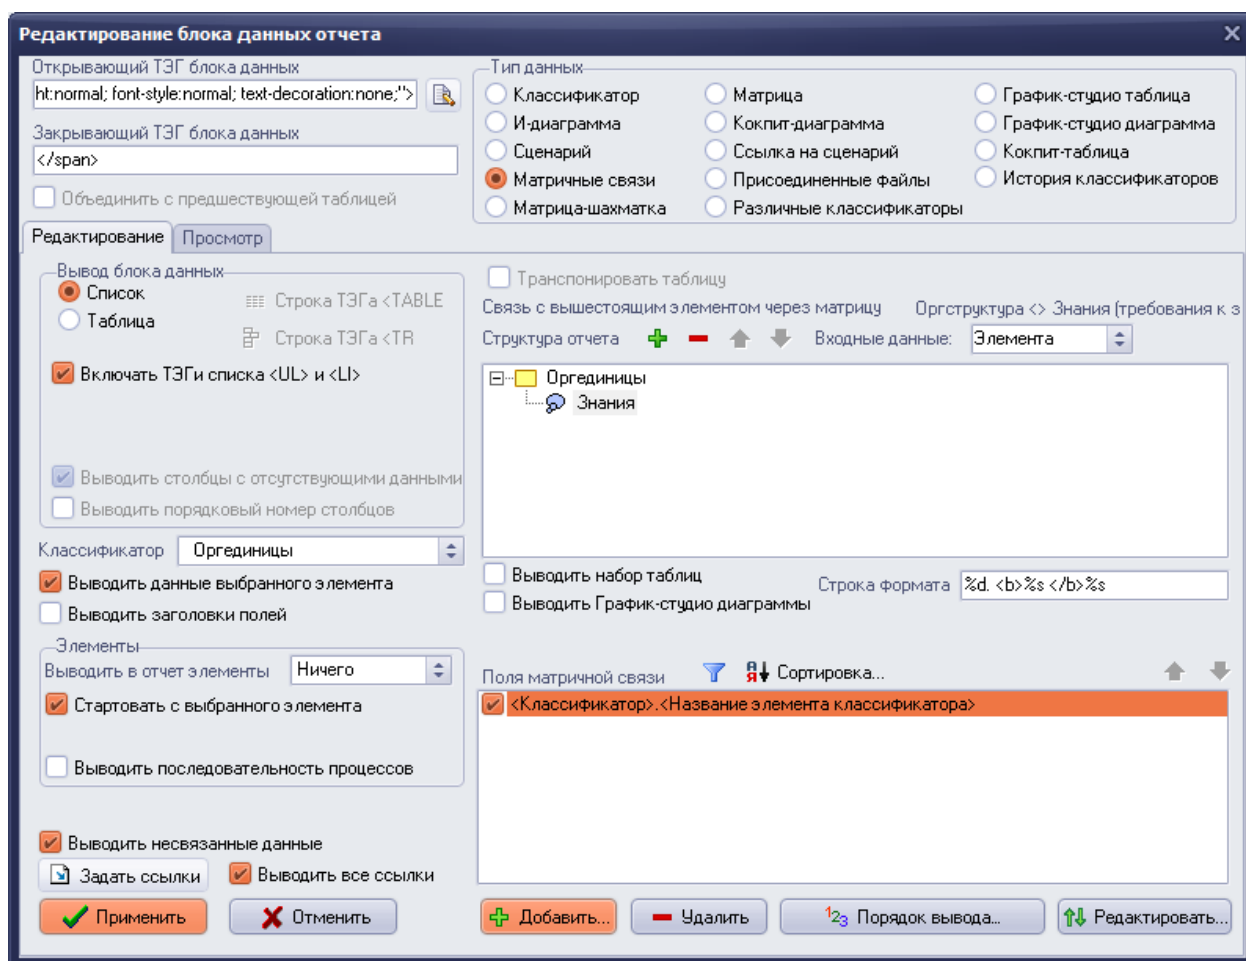 Редактирование блока данных отчета
Открывающий ТЭГ блока данных
ht:normal; font-style:normal; text-decoration:none;">
Закрывающий ТЭГ блока данных
</span>
Объединить с предшествующей таблицей
Тип данных
Классификатор
Матрица
График-студио таблица
И-диаграмма
Кокпит-диаграмма
График-студио диаграмма
Сценарий
Ссылка на сценарий
Кокпит-таблица
Матричные связи
Присоединенные файлы
История классификаторов
Матрица-шахматка
Различные классификаторы
Редактирование
Просмотр
Вывод блока данных
Список
Строка ТЭГа <TABLE
Таблица
Строка ТЭГа <TR
Включать ТЭГи списка <UL> и <LI>
Выводить столбцы с отсутствующими данными
Выводить порядковый номер столбцов
Классификатор
Оргединицы
Выводить данные выбранного элемента
Выводить заголовки полей
Элементы
Выводить в отчет элементы
Ничего
Стартовать с выбранного элемента
Выводить последовательность процессов
Выводить несвязанные данные
Задать ссылки
Выводить все ссылки
Применить
Отменить
Транспонировать таблицу
Связь с вышестоящим элементом через матрицу
Оргструктура <> Знания (требования к з
Структура отчета
Входные данные:
Элемента
Оргединицы
Знания
Выводить набор таблиц
Строка формата
%d. <b>%s </b>%s
Выводить График-студио диаграммы
Поля матричной связи
Сортировка...
<Классификатор>.<Название элемента классификатора>
Добавить...
Удалить
Порядок вывода...
Редактировать...